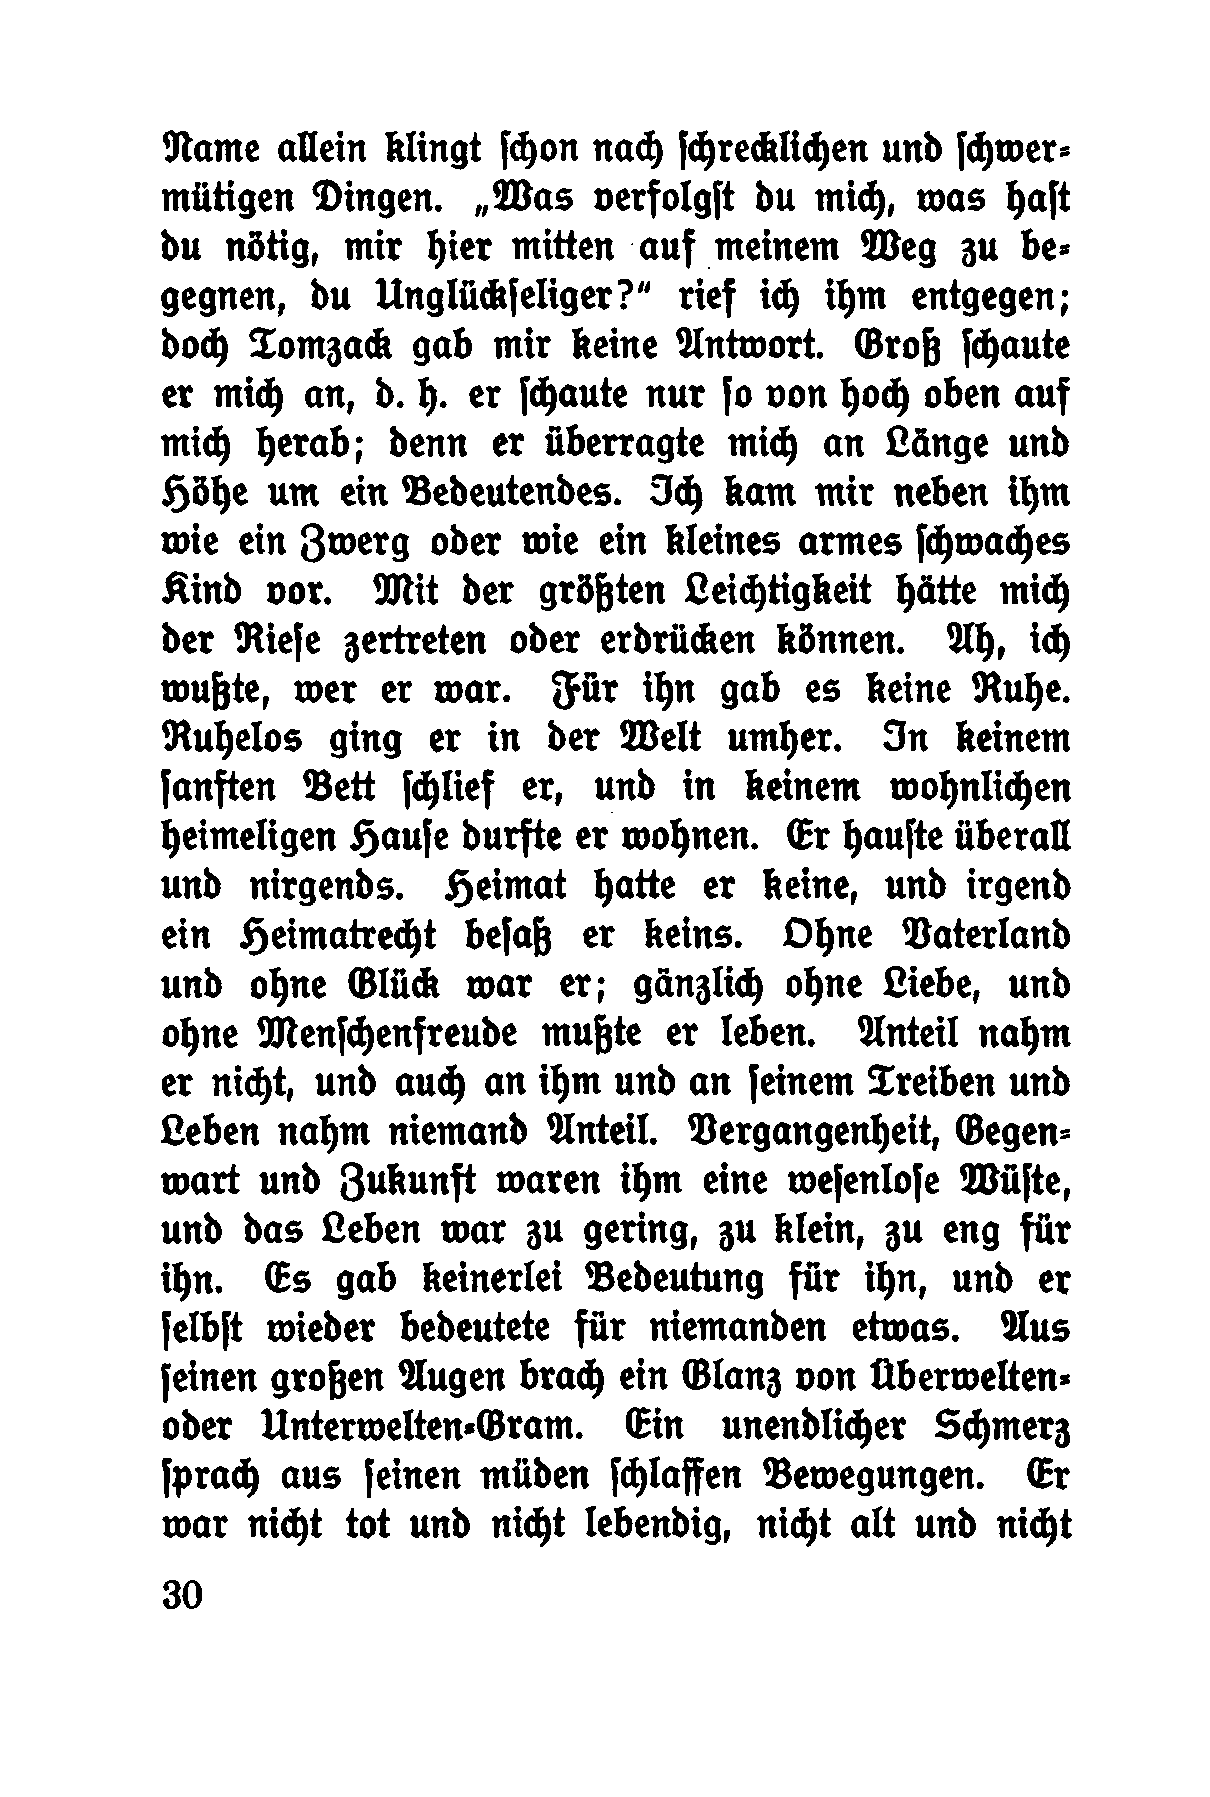 Name allein klingt ſchon nach ſchrecklichen und ſchwer-
mütigen Dingen. „Was verfolgſt du mich, was haſt
du nötig, mir hier mitten auf meinem Weg zu be-
gegnen, du Unglückſeliger?“ rief ich ihm entgegen;
doch Tomzack gab mir keine Antwort. Groß ſchaute
er mich an, d. h. er ſchaute nur ſo von hoch oben auf
mich herab; denn er überragte mich an Länge und
Höhe um ein Bedeutendes. Ich kam mir neben ihm
wie ein Zwerg oder wie ein kleines armes ſchwaches
Kind vor. Mit der größten Leichtigkeit hätte mich
der Rieſe zertreten oder erdrücken können. Ah, ich
wußte, wer er war. Für ihn gab es keine Ruhe.
Ruhelos ging er in der Welt umher. In keinem
ſanften Bett ſchlief er, und in keinem wohnlichen
heimeligen Hauſe durfte er wohnen. Er hauſte überall
und nirgends. Heimat hatte er keine, und irgend
ein Heimatrecht beſaß er keins. Ohne Vaterland
und ohne Glück war er; gänzlich ohne Liebe, und
ohne Menſchenfreude mußte er leben. Anteil nahm
er nicht, und auch an ihm und an ſeinem Treiben und
Leben nahm niemand Anteil. Vergangenheit, Gegen-
wart und Zukunft waren ihm eine weſenloſe Wüſte,
und das Leben war zu gering, zu klein, zu eng für
ihn. Es gab keinerlei Bedeutung für ihn, und er
ſelbſt wieder bedeutete für niemanden etwas. Aus
ſeinen großen Augen brach ein Glanz von Überwelten-
oder Unterwelten-Gram. Ein unendlicher Schmerz
ſprach aus ſeinen müden ſchlaffen Bewegungen. Er
war nicht tot und nicht lebendig, nicht alt und nicht
30